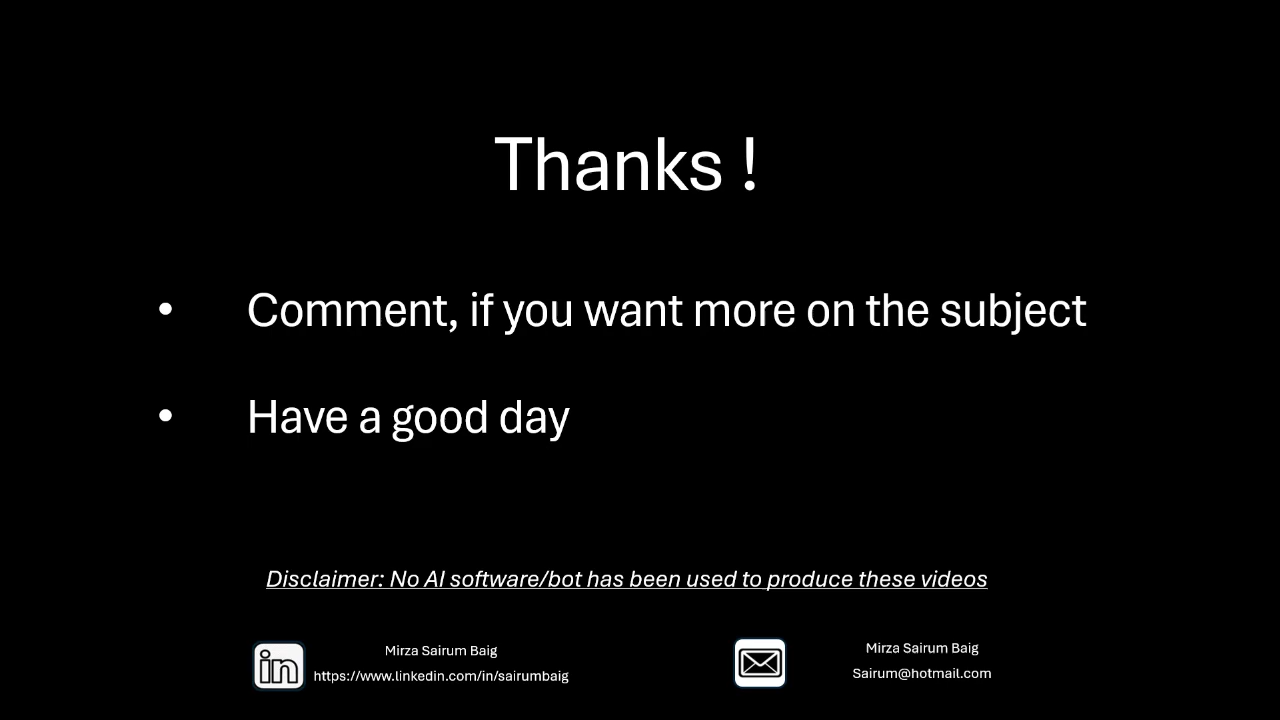 Thanks !
• Comment, if you want more on the subject
• Have a good day
Disclaimer: No AI software/bot has been used to produce these videos
in
Mirza Sairum Baig
https://www.linkedin.com/in/sairumbaig
Mirza Sairum Baig
Sairum@hotmail.com